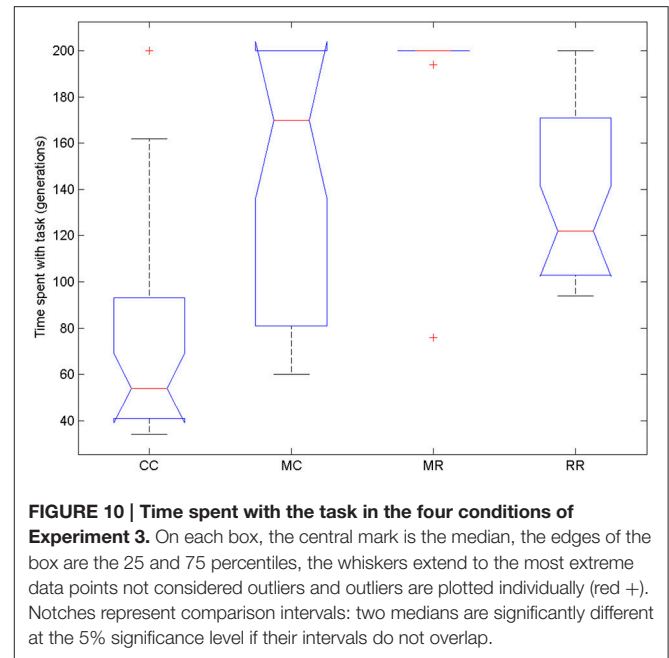 200
180
160
140
120
100
80
60
40
Time spent with task (generations)
CC MC MR RR
FIGURE 10 | Time spent with the task in the four conditions of
Experiment 3. On each box, the central mark is the median, the edges of the
box are the 25 and 75 percentiles, the whiskers extend to the most extreme
data points not considered outliers and outliers are plotted individually (red +).
Notches represent comparison intervals: two medians are significantly different
at the 5% significance level if their intervals do not overlap.